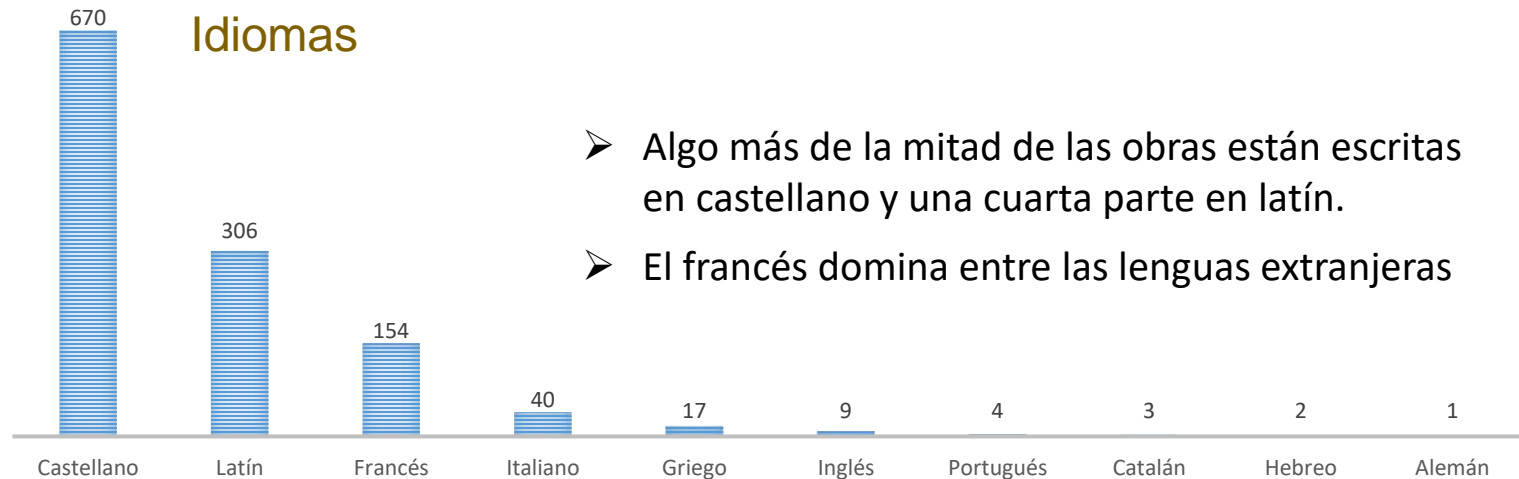 670
Idiomas
➢ Algo más de la mitad de las obras están escritas
en castellano y una cuarta parte en latín.
306
➢ El francés domina entre las lenguas extranjeras
154
40
17
9
4
3
2
1
Castellano Latín Francés Italiano Griego Inglés Portugués Catalán Hebreo Alemán